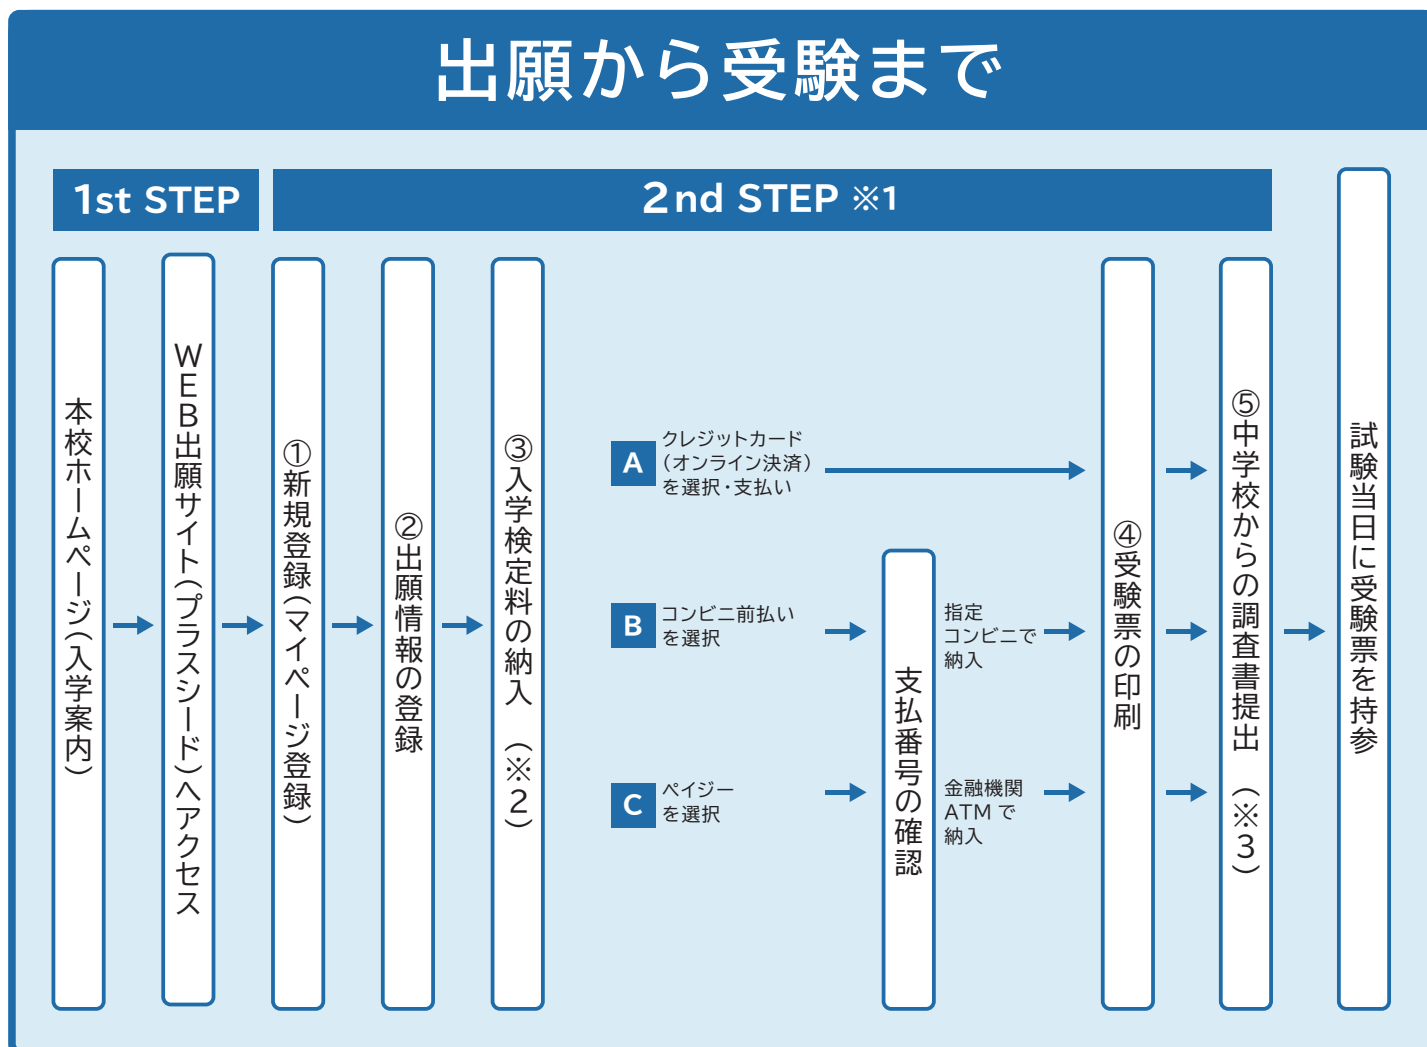 出願から受験まで
1st STEP
2nd STEP ※1
本校ホームページ（入学案内）
WEB出願サイト（プラスシード）へアクセス
①新規登録（マイページ登録）
②出願情報の登録
③入学検定料の納入 （※2）
A
クレジットカード
（オンライン決済）
を選択・支払い
B
コンビニ前払い
を選択
C
ペイジー
を選択
支払番号の確認
指定
コンビニで
納入
金融機関
ATM で
納入
④受験票の印刷
⑤中学校からの調査書提出 （※3）
試験当日に受験票を持参